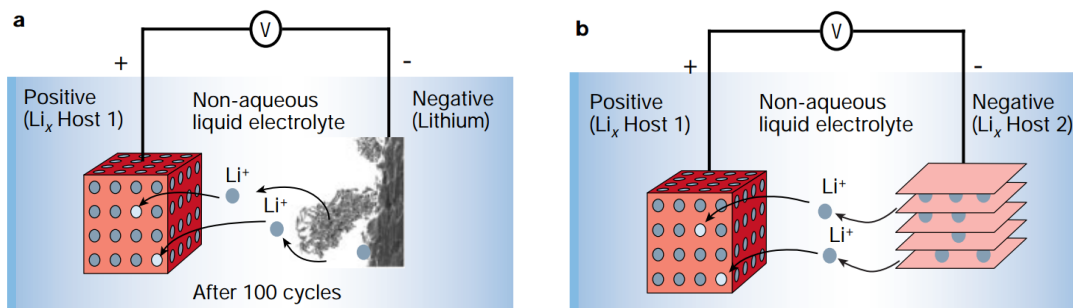 a
V
+
-
Positive
(Liₓ Host 1)
Non-aqueous
liquid electrolyte
Negative
(Lithium)
Li⁺
Li⁺
After 100 cycles
b
V
+
-
Positive
(Liₓ Host 1)
Non-aqueous
liquid electrolyte
Negative
(Liₓ Host 2)
Li⁺
Li⁺